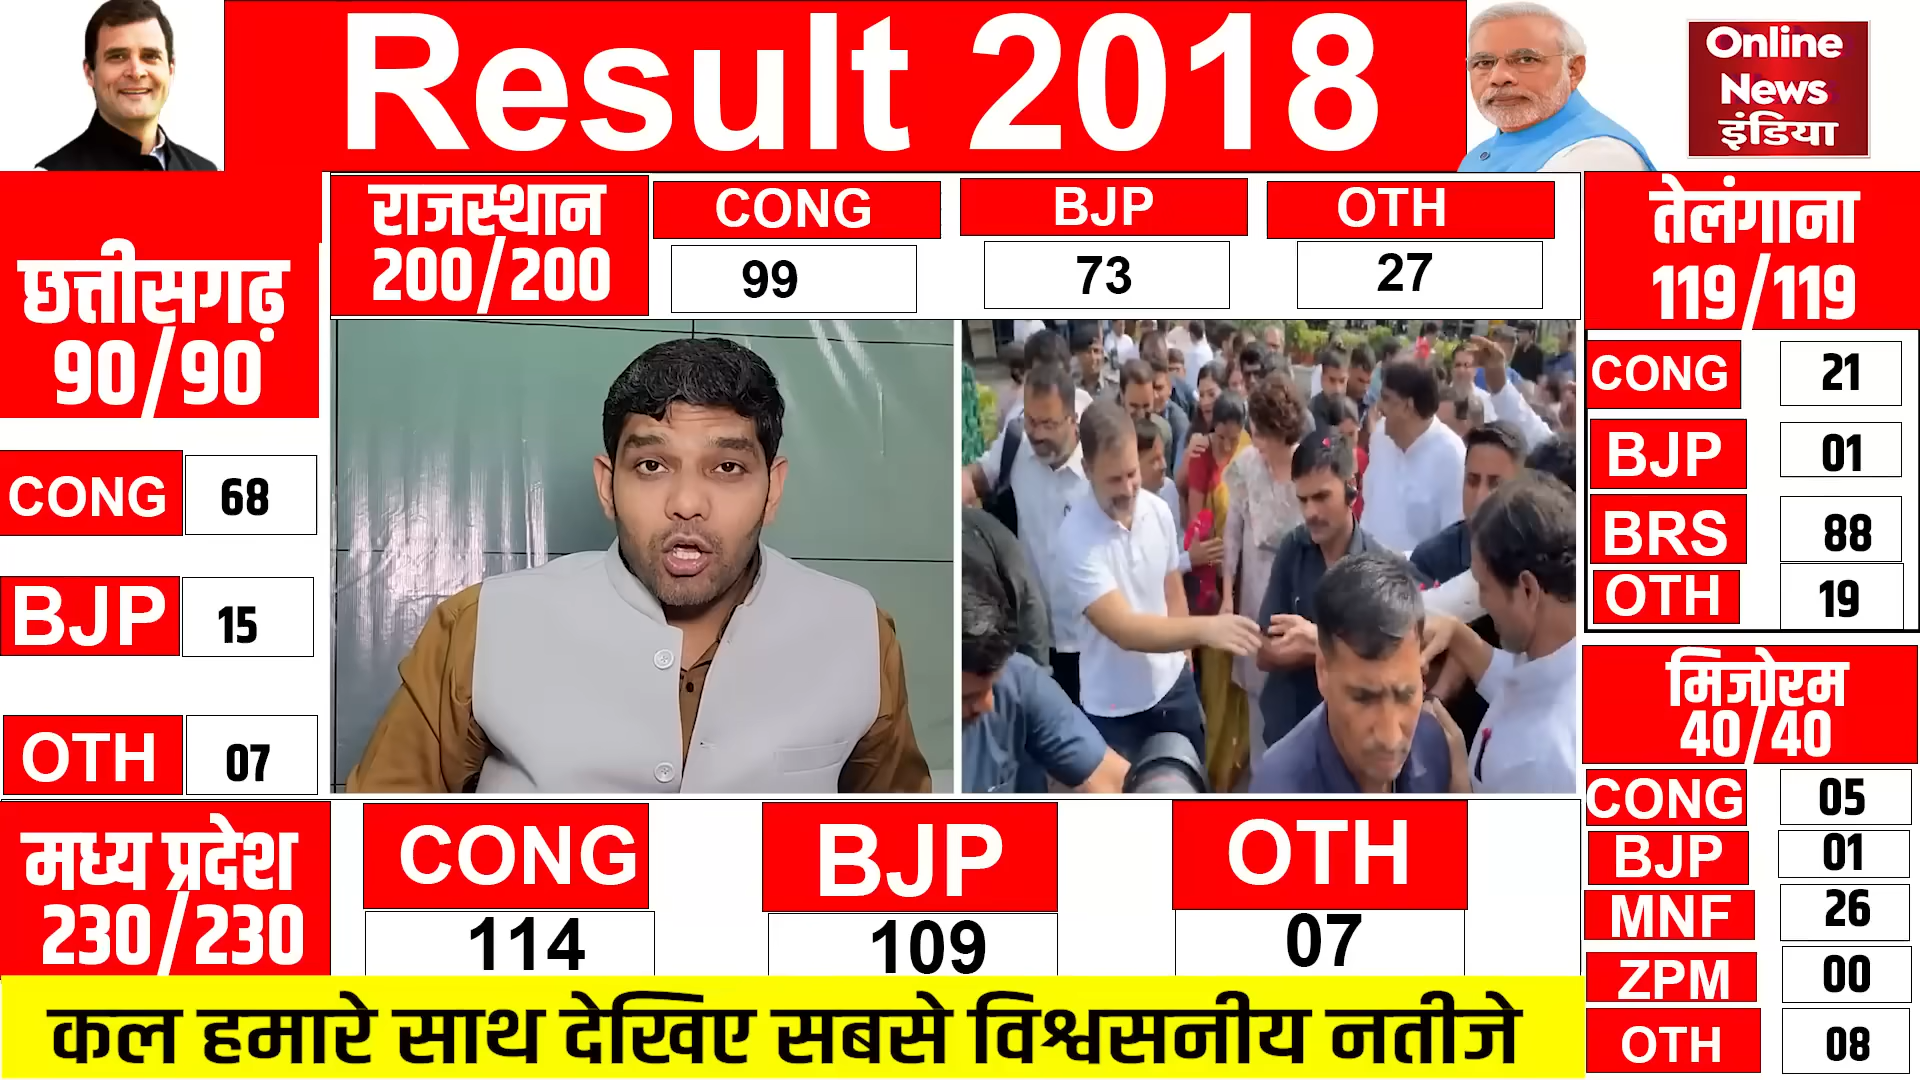 Result 2018
Online
News
इंडिया
छत्तीसगढ़
90/90
CONG 68
BJP 15
OTH 07
राजस्थान
200/200
CONG BJP OTH
99 73 27
तेलंगाना
119/119
CONG 21
BJP 01
BRS 88
OTH 19
मिजोरम
40/40
CONG 05
BJP 01
MNF 26
ZPM 00
OTH 08
मध्य प्रदेश
230/230
CONG BJP OTH
114 109 07
कल हमारे साथ देखिए सबसे विश्वसनीय नतीजे